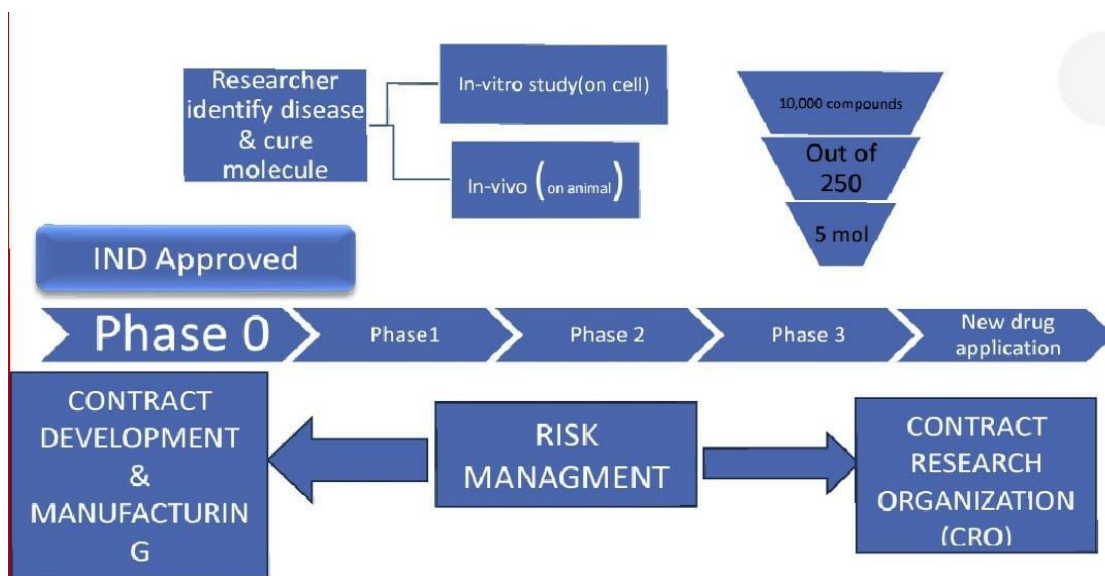 Researcher
identify disease
& cure
molecule
In-vitro study(on cell)
In-vivo (on animal)
10,000 compounds
Out of
250
5 mol
IND Approved
Phase 0
Phase1
Phase 2
Phase 3
New drug
application
CONTRACT
DEVELOPMENT
&
MANUFACTURIN
G
RISK
MANAGMENT
CONTRACT
RESEARCH
ORGANIZATION
(CRO)